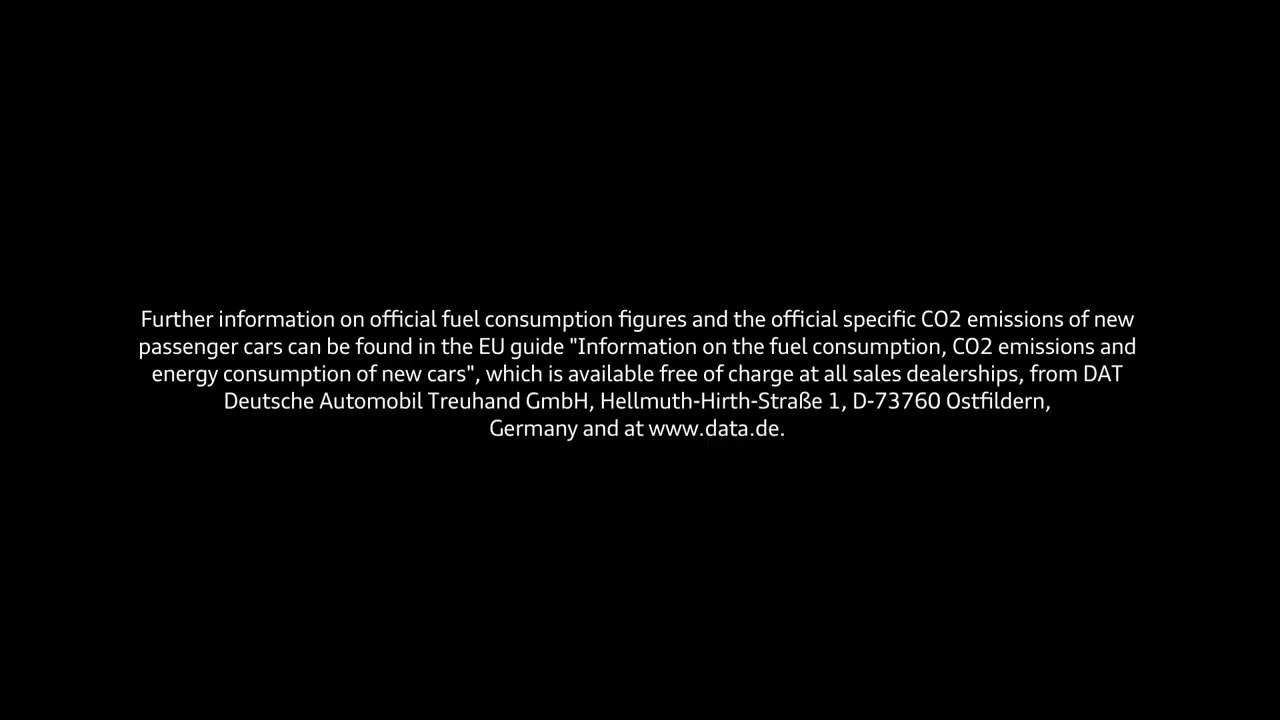 Further information on official fuel consumption figures and the official specific CO2 emissions of new
passenger cars can be found in the EU guide "Information on the fuel consumption, CO2 emissions and
energy consumption of new cars", which is available free of charge at all sales dealerships, from DAT
Deutsche Automobil Treuhand GmbH, Hellmuth-Hirth-Straße 1, D-73760 Ostfildern,
Germany and at www.data.de.